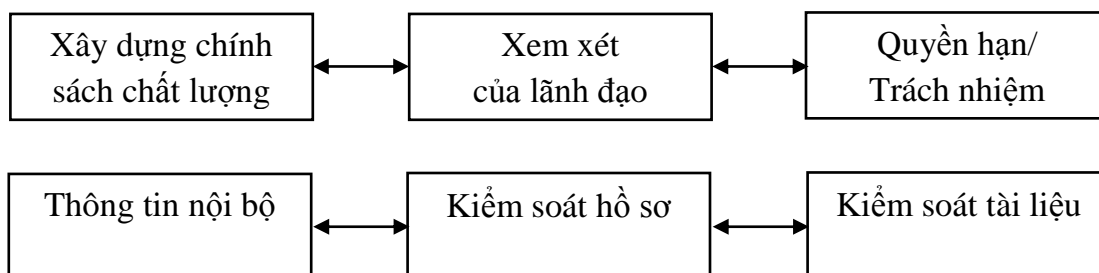 Xây dựng chính
sách chất lượng
Xem xét
của lãnh đạo
Quyền hạn/
Trách nhiệm
Thông tin nội bộ
Kiểm soát hồ sơ
Kiểm soát tài liệu